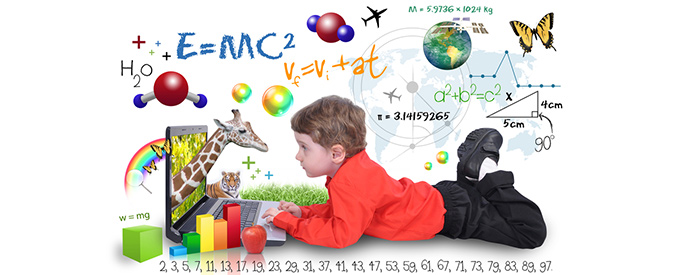 M = 5.9736 × 1024 Kg
E=MC²
H₂O
v_f=v_i+at
a²+b²=c²
x
4cm
π = 3.14159265
5cm
90°
w = mg
2, 3, 5, 7, 11, 13, 17, 19, 23, 29, 31, 37, 41, 43, 47, 53, 59, 61, 67, 71, 73, 79, 83, 89, 97.